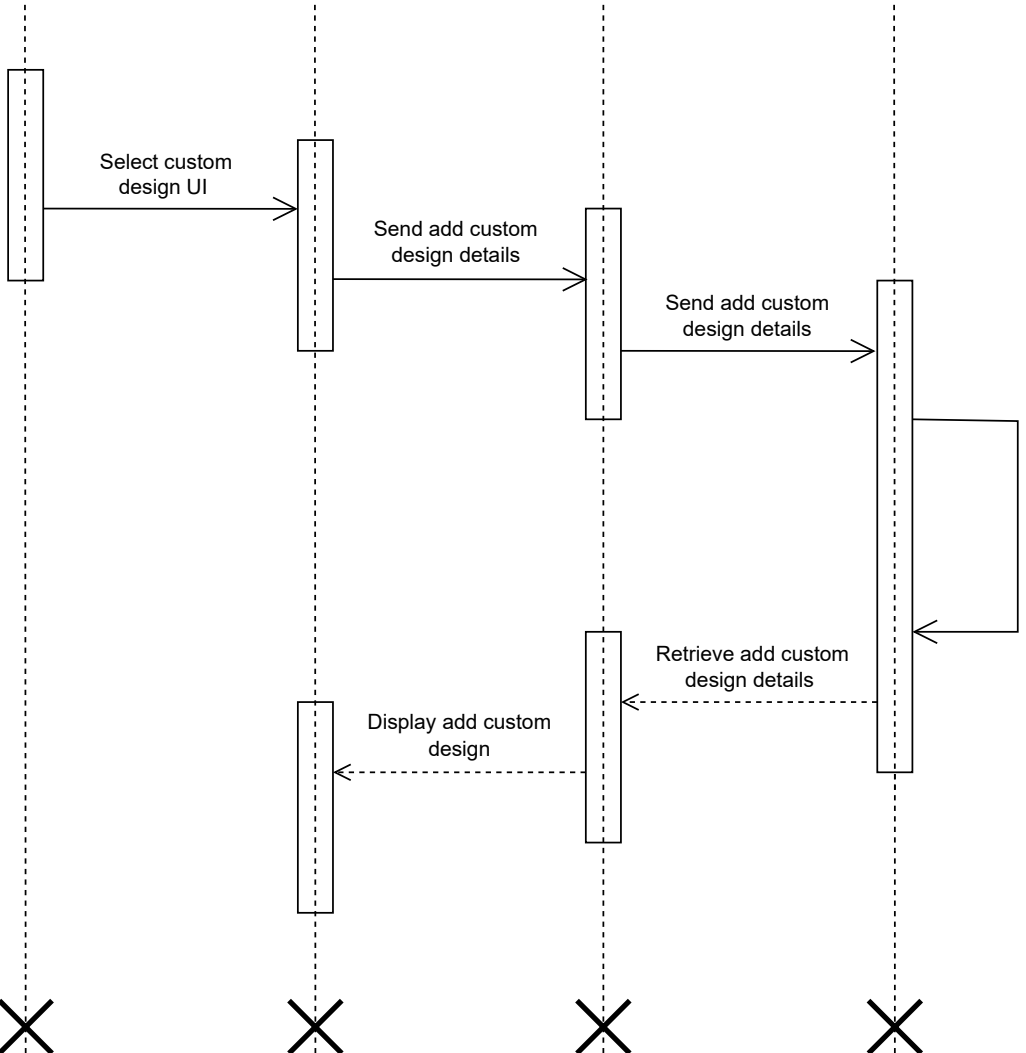 Select custom
design UI
Send add custom
design details
Send add custom
design details
Retrieve add custom
design details
Display add custom
design